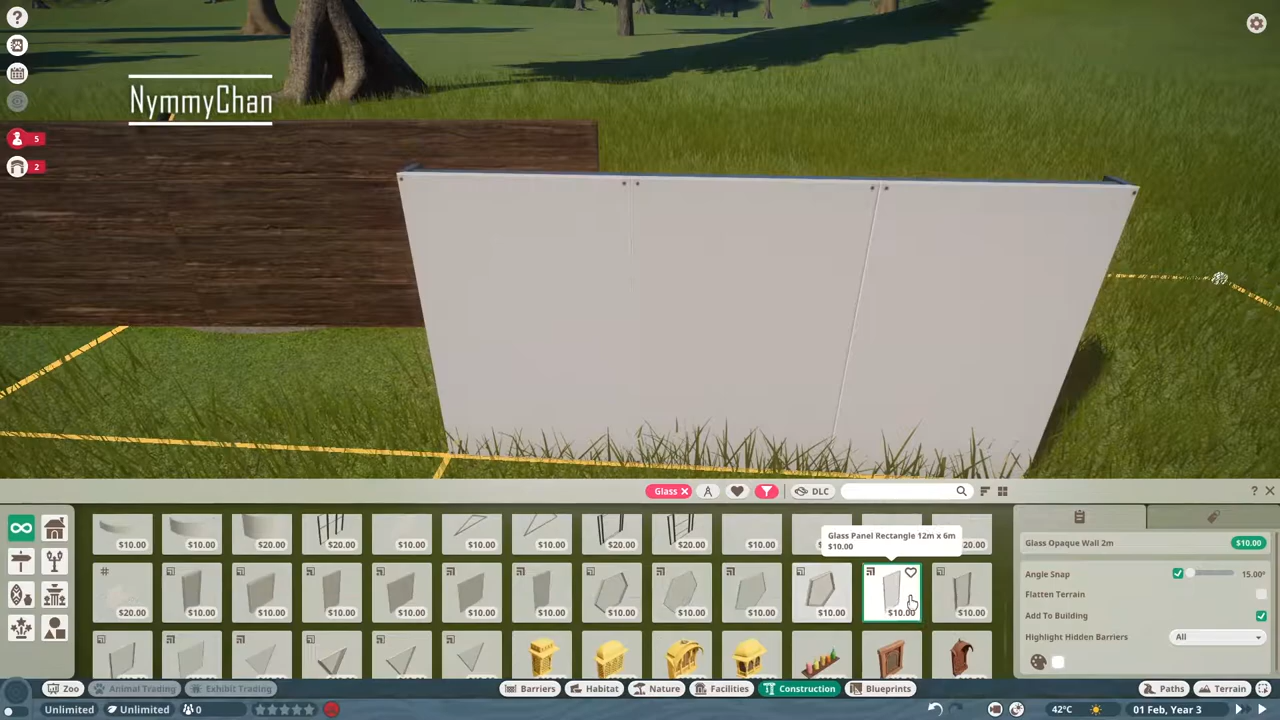 ?
NymmyChan
5
2
Glass ×
DLC
? ×
Glass Panel Rectangle 12m x 6m
$10.00
$10.00 $10.00 $20.00 $20.00 $10.00 $10.00 $10.00 $20.00 $20.00 $10.00 $20.00
Glass Opaque Wall 2m $10.00
Angle Snap 15.00°
Flatten Terrain
Add To Building
Highlight Hidden Barriers All
$20.00 $10.00 $10.00 $10.00 $10.00 $10.00 $10.00 $10.00 $10.00 $10.00 $10.00 $10.00 $10.00
Zoo Animal Trading Exhibit Trading Barriers Habitat Nature Facilities Construction Blueprints Paths Terrain
Unlimited Unlimited 0 42°C 01 Feb, Year 3